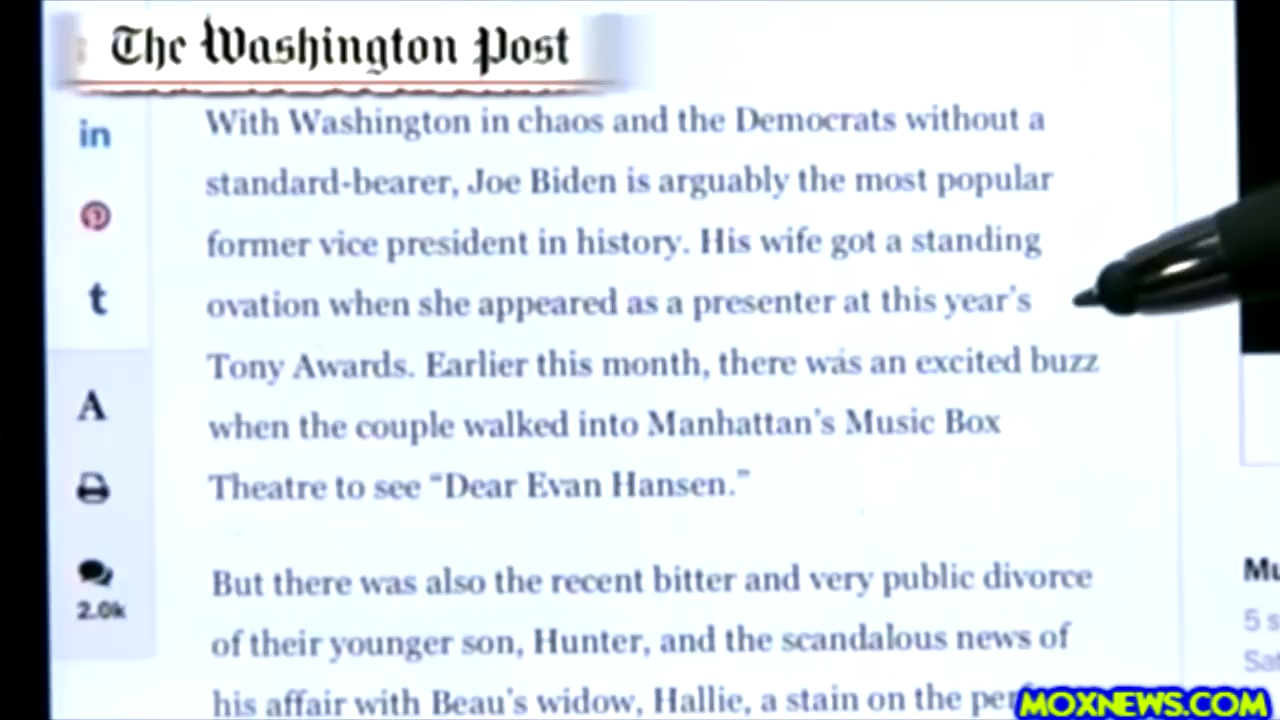 The Washington Post
in
With Washington in chaos and the Democrats without a
standard-bearer, Joe Biden is arguably the most popular
former vice president in history. His wife got a standing
t
ovation when she appeared as a presenter at this year's
Tony Awards. Earlier this month, there was an excited buzz
A
when the couple walked into Manhattan's Music Box
Theatre to see “Dear Evan Hansen.”
But there was also the recent bitter and very public divorce
2.0k
of their younger son, Hunter, and the scandalous news of
his affair with Beau's widow, Hallie, a stain on the
MOXNEWS.COM